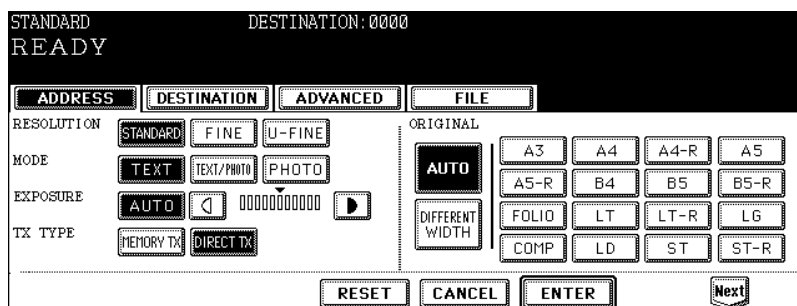 STANDARD DESTINATION:0000
READY
ADDRESS DESTINATION ADVANCED FILE
RESOLUTION STANDARD FINE U-FINE
MODE TEXT TEXT/PHOTO PHOTO
EXPOSURE AUTO
TX TYPE MEMORY TX DIRECT TX
ORIGINAL
AUTO
DIFFERENT
WIDTH
A3 A4 A4-R A5
A5-R B4 B5 B5-R
FOLIO LT LT-R LG
COMP LD ST ST-R
RESET CANCEL ENTER Next